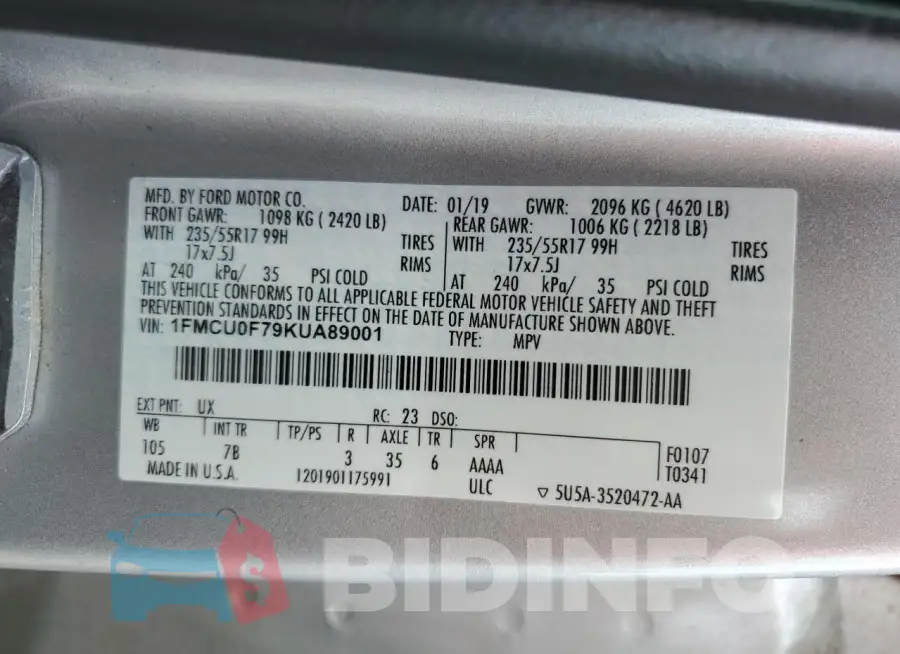 MFD. BY FORD MOTOR CO. DATE: 01/19 GVWR: 2096 KG ( 4620 LB)
FRONT GAWR: 1098 KG ( 2420 LB) REAR GAWR: 1006 KG ( 2218 LB)
WITH 235/55R17 99H TIRES WITH 235/55R17 99H TIRES
17x7.5J RIMS 17x7.5J RIMS
AT 240 kPa/ 35 PSI COLD AT 240 kPa/ 35 PSI COLD
THIS VEHICLE CONFORMS TO ALL APPLICABLE FEDERAL MOTOR VEHICLE SAFETY AND THEFT
PREVENTION STANDARDS IN EFFECT ON THE DATE OF MANUFACTURE SHOWN ABOVE.
VIN: 1FMCU0F79KUA89001 TYPE: MPV
EXT PNT: UX RC: 23 DSO:
WB INT TR TP/PS R AXLE TR SPR F0107
105 7B 3 35 6 AAAA T0341
MADE IN U.S.A. 1201901175991 ULC ▽ 5U5A-3520472-AA
BIDINFO